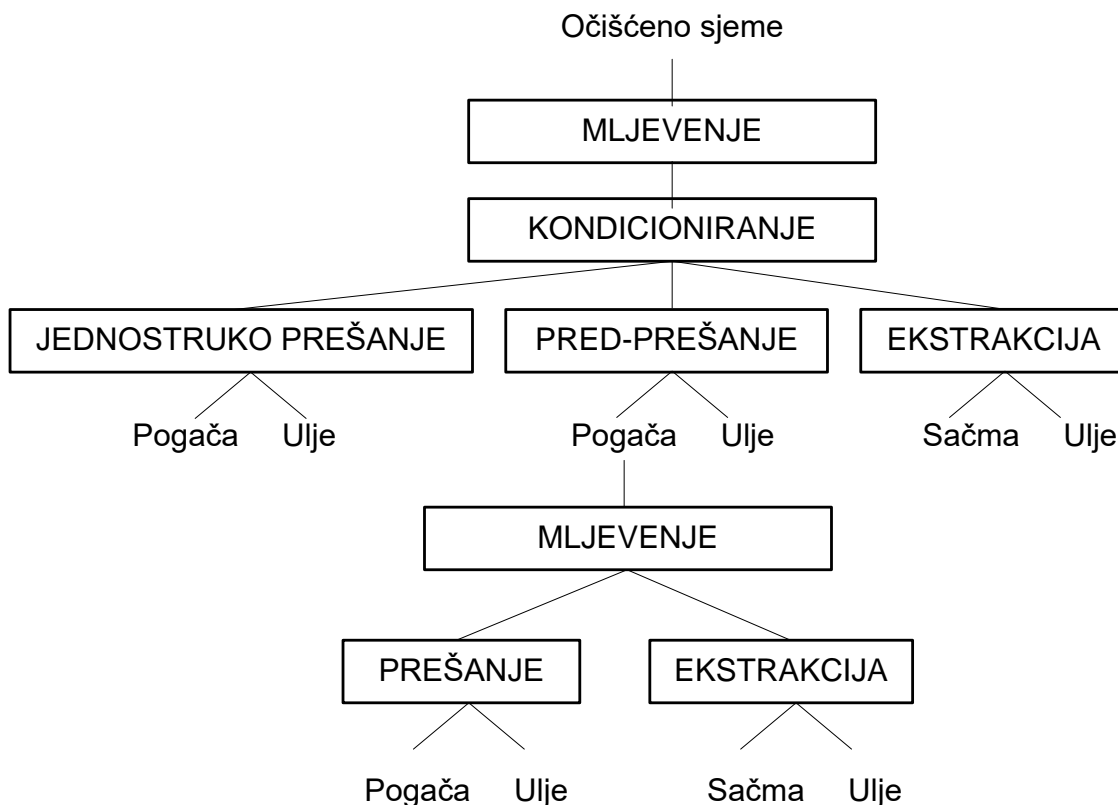 Očišćeno sjeme
MLJEVENJE
KONDICIONIRANJE
JEDNOSTRUKO PREŠANJE
PRED-PREŠANJE
EKSTRAKCIJA
Pogača Ulje
Pogača Ulje
Sačma Ulje
MLJEVENJE
PREŠANJE
EKSTRAKCIJA
Pogača Ulje
Sačma Ulje